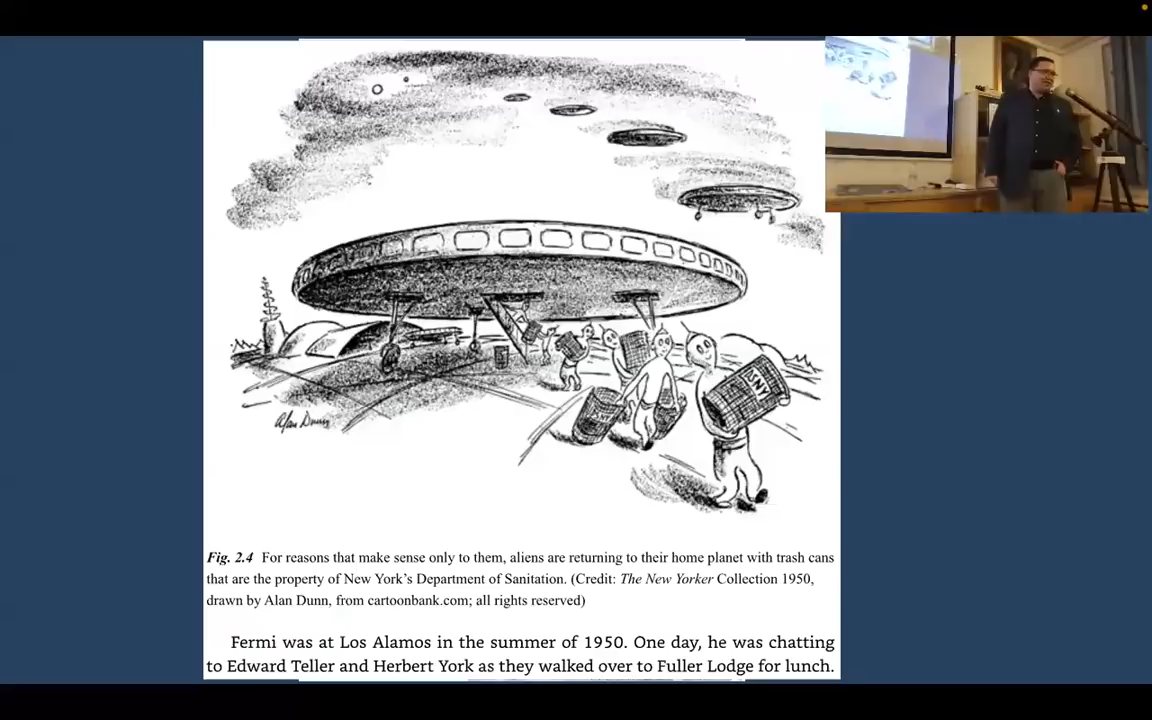 Alan Dunn
DSNY
Fig. 2.4 For reasons that make sense only to them, aliens are returning to their home planet with trash cans
that are the property of New York's Department of Sanitation. (Credit: The New Yorker Collection 1950,
drawn by Alan Dunn, from cartoonbank.com; all rights reserved)
Fermi was at Los Alamos in the summer of 1950. One day, he was chatting
to Edward Teller and Herbert York as they walked over to Fuller Lodge for lunch.